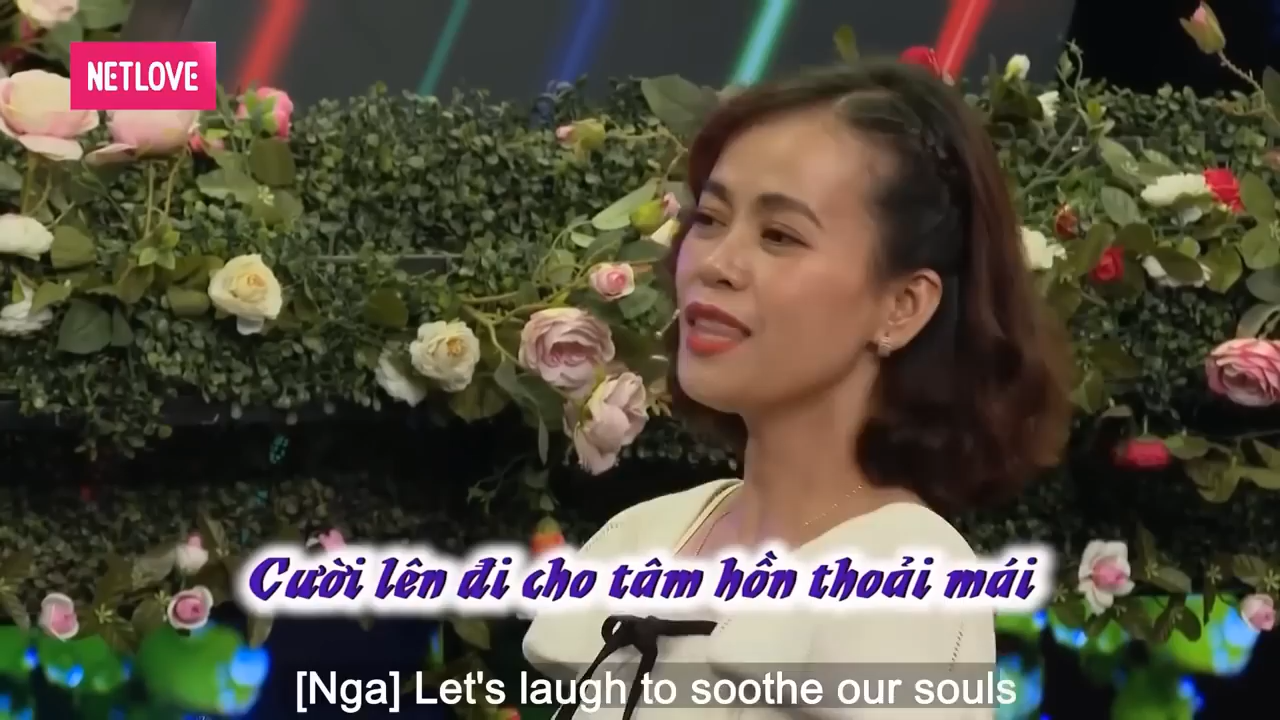 NETLOVE
Cười lên đi cho tâm hồn thoải mái
[Nga] Let's laugh to soothe our souls